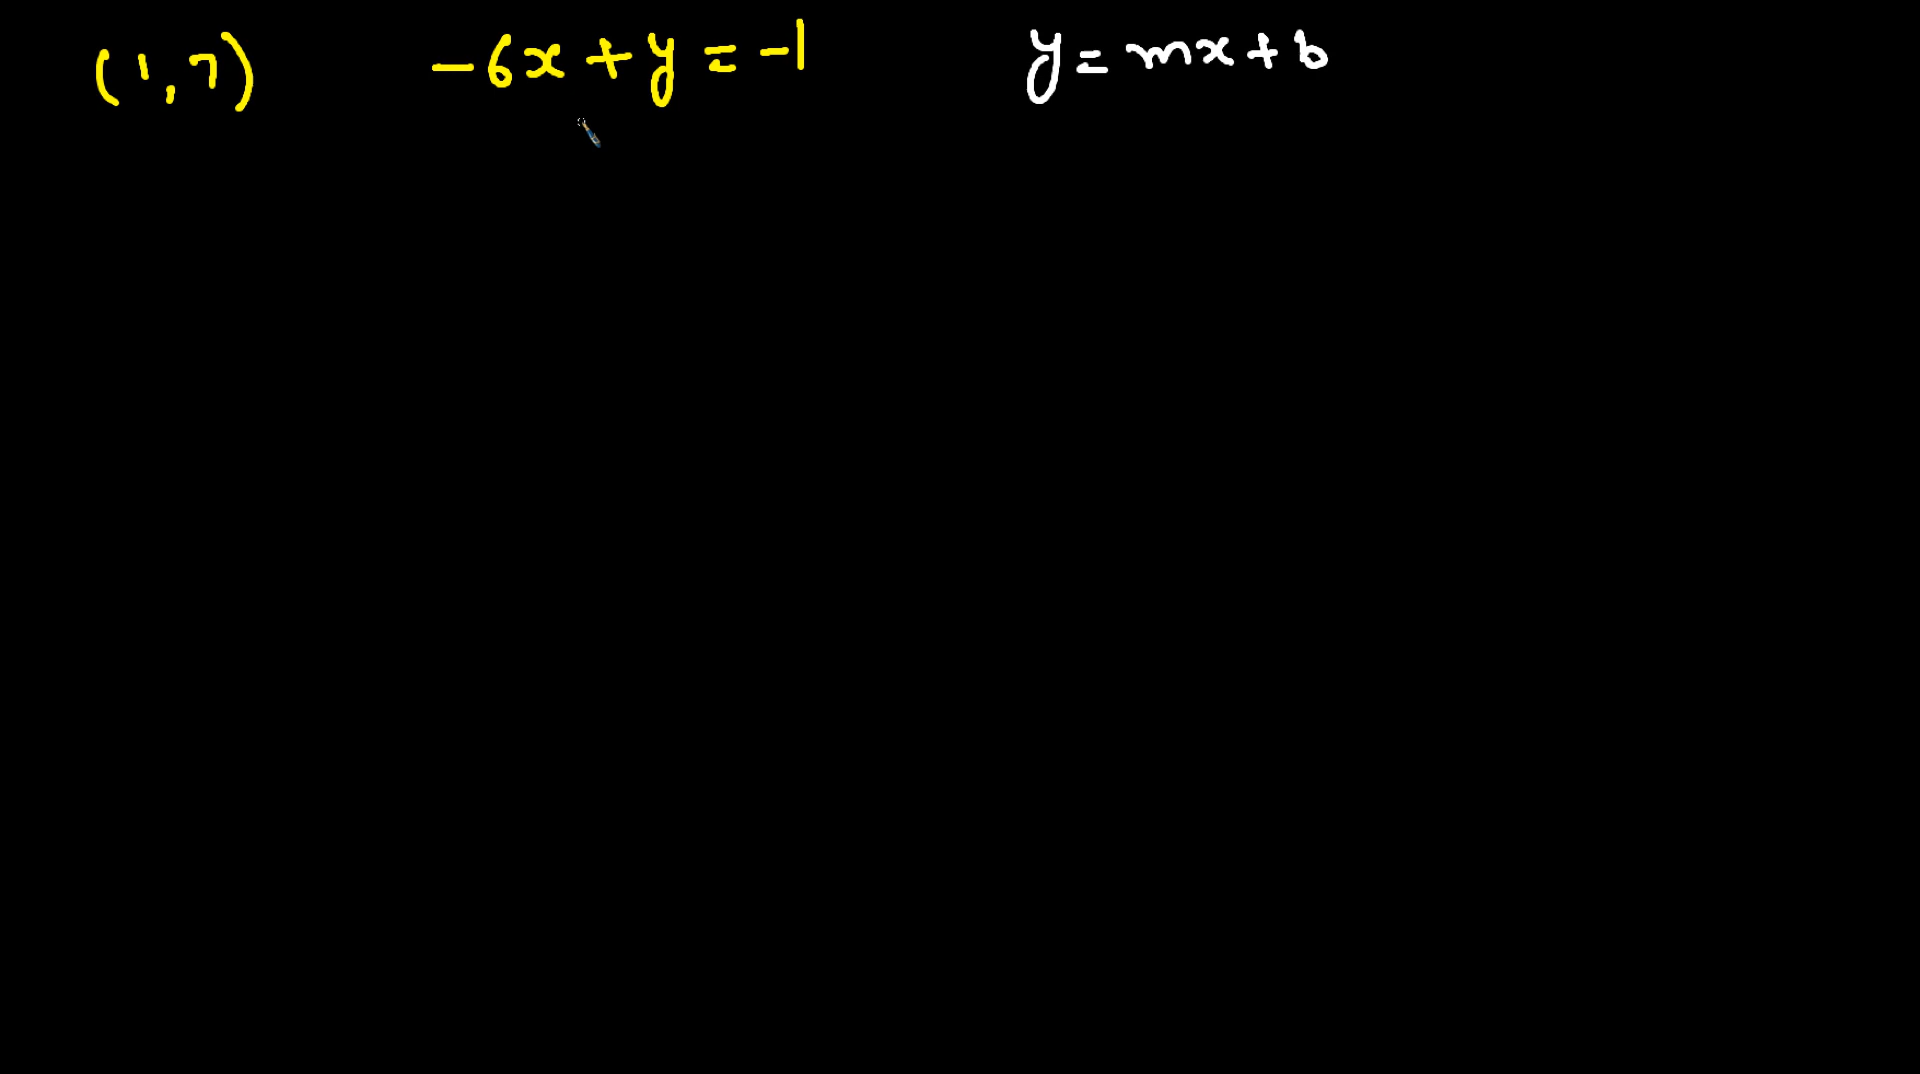 (1,7) -6x + y = -1 y = mx + b